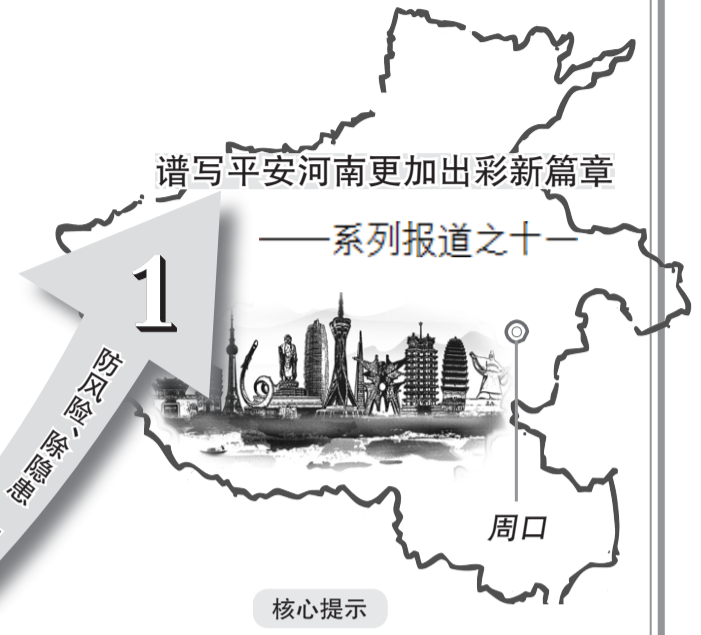 谱写平安河南更加出彩新篇章
——系列报道之十一
1
防风险、除隐患
周口
核心提示